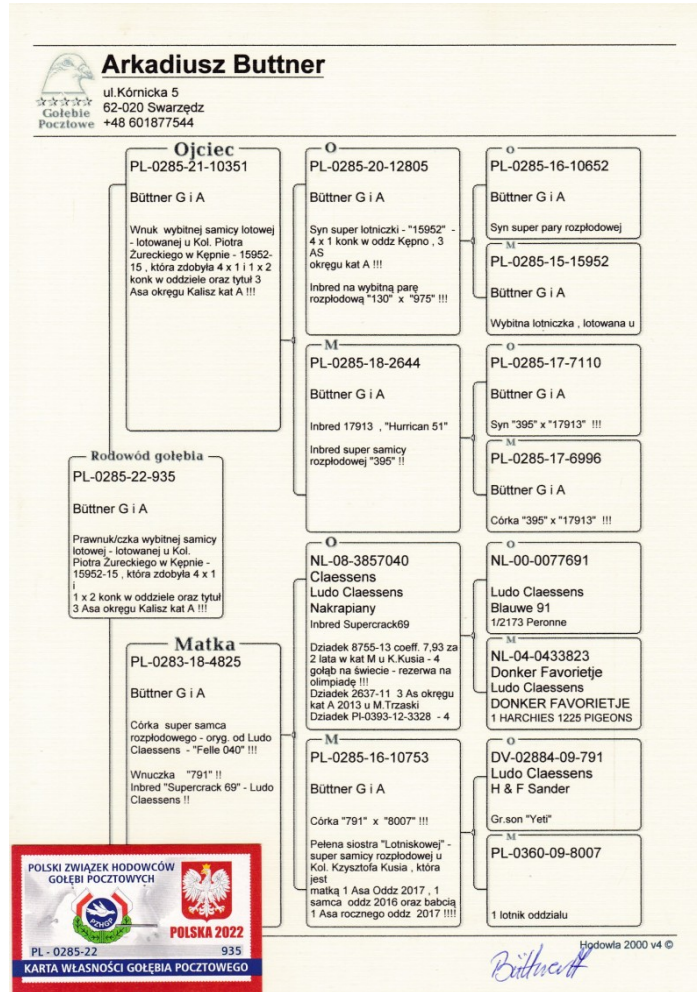 Arkadiusz Buttner
ul.Kórnicka 5
62-020 Swarzędz
+48 601877544
Gołębie
Pocztowe
Ojciec
PL-0285-21-10351
Büttner G i A
Wnuk wybitnej samicy lotowej
- lotowanej u Kol. Piotra
Żureckiego w Kępnie - 15952-
15 , która zdobyła 4 x 1 i 1 x 2
konk w oddziele oraz tytuł 3
Asa okręgu Kalisz kat A !!!
O
PL-0285-20-12805
Büttner G i A
Syn super lotniczki - "15952" -
4 x 1 konk w oddz Kępno , 3
AS
okręgu kat A !!!
Inbred na wybitną parę
rozpłodową "130" x "975" !!!
O
PL-0285-16-10652
Büttner G i A
Syn super pary rozpłodowej
M
PL-0285-15-15952
Büttner G i A
Wybitna lotniczka , lotowana u
M
PL-0285-18-2644
Büttner G i A
Inbred 17913 , "Hurrican 51"
Inbred super samicy
rozpłodowej "395" !!
O
PL-0285-17-7110
Büttner G i A
Syn "395" x "17913" !!!
M
PL-0285-17-6996
Büttner G i A
Córka "395" x "17913" !!!
Rodowód gołębia
PL-0285-22-935
Büttner G i A
Prawnuk/czka wybitnej samicy
lotowej - lotowanej u Kol.
Piotra Żureckiego w Kępnie -
15952-15 , która zdobyła 4 x 1
i
1 x 2 konk w oddziele oraz tytuł
3 Asa okręgu Kalisz kat A !!!
Matka
PL-0283-18-4825
Büttner G i A
Córka super samca
rozpłodowego - oryg. od Ludo
Claessens - "Felle 040" !!!
Wnuczka "791" !!
Inbred "Supercrack 69" - Ludo
Claessens !!
O
NL-08-3857040
Claessens
Ludo Claessens
Nakrapiany
Inbred Supercrack69
Dziadek 8755-13 coeff. 7,93 za
2 lata w kat M u K.Kusia - 4
gołąb na świecie - rezerwa na
olimpiadę !!!
Dziadek 2637-11 3 As okręgu
kat A 2013 u M.Trzaski
Dziadek Pl-0393-12-3328 - 4
O
NL-00-0077691
Ludo Claessens
Blauwe 91
1/2173 Peronne
M
NL-04-0433823
Donker Favorietje
Ludo Claessens
DONKER FAVORIETJE
1 HARCHIES 1225 PIGEONS
M
PL-0285-16-10753
Büttner G i A
Córka "791" x "8007" !!!
Pełena siostra "Lotniskowej" -
super samicy rozpłodowej u
Kol. Kzysztofa Kusia , która
jest
matką 1 Asa Oddz 2017 , 1
samca oddz 2016 oraz babcią
1 Asa rocznego oddz 2017 !!!!
O
DV-02884-09-791
Ludo Claessens
H & F Sander
Gr.son "Yeti"
M
PL-0360-09-8007
1 lotnik oddzialu
POLSKI ZWIĄZEK HODOWCÓW
GOŁĘBI POCZTOWYCH
PZHGP
POLSKA 2022
PL - 0285-22 935
KARTA WŁASNOŚCI GOŁĘBIA POCZTOWEGO
Hodowla 2000 v4 ©